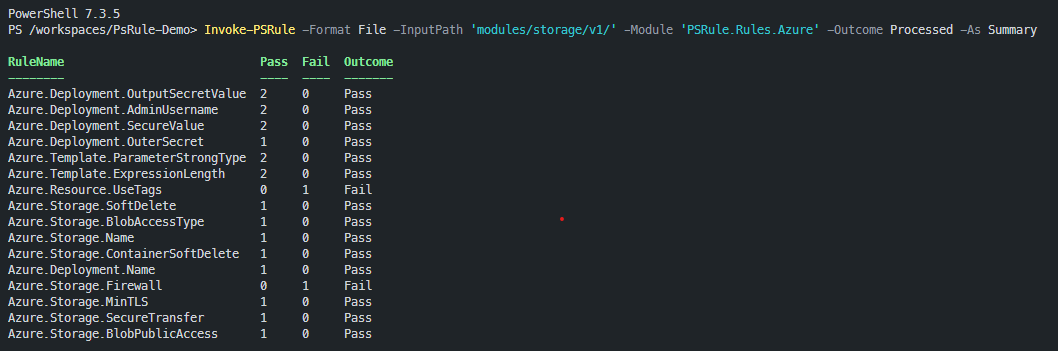 PowerShell 7.3.5
PS /workspaces/PsRule-Demo> Invoke-PSRule -Format File -InputPath 'modules/storage/v1/' -Module 'PSRule.Rules.Azure' -Outcome Processed -As Summary
RuleName Pass Fail Outcome
-------- ---- ---- -------
Azure.Deployment.OutputSecretValue 2 0 Pass
Azure.Deployment.AdminUsername 2 0 Pass
Azure.Deployment.SecureValue 2 0 Pass
Azure.Deployment.OuterSecret 1 0 Pass
Azure.Template.ParameterStrongType 2 0 Pass
Azure.Template.ExpressionLength 2 0 Pass
Azure.Resource.UseTags 0 1 Fail
Azure.Storage.SoftDelete 1 0 Pass
Azure.Storage.BlobAccessType 1 0 Pass
Azure.Storage.Name 1 0 Pass
Azure.Storage.ContainerSoftDelete 1 0 Pass
Azure.Deployment.Name 1 0 Pass
Azure.Storage.Firewall 0 1 Fail
Azure.Storage.MinTLS 1 0 Pass
Azure.Storage.SecureTransfer 1 0 Pass
Azure.Storage.BlobPublicAccess 1 0 Pass